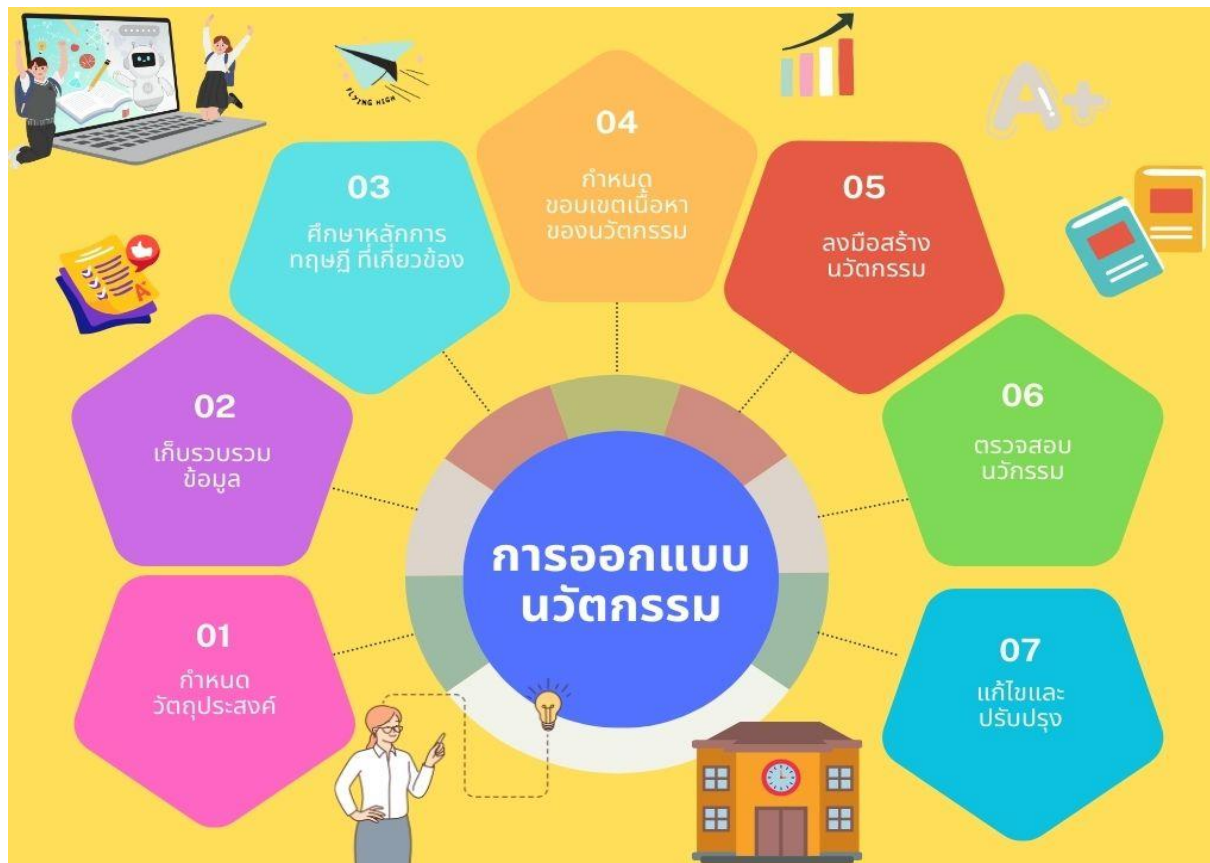 การออกแบบ
นวัตกรรม
01
กำหนด
วัตถุประสงค์
02
เก็บรวบรวม
ข้อมูล
03
ศึกษาหลักการ
ทฤษฎี ที่เกี่ยวข้อง
04
กำหนด
ขอบเขตเนื้อหา
ของนวัตกรรม
05
ลงมือสร้าง
นวัตกรรม
06
ตรวจสอบ
นวักรรม
07
แก้ไขและ
ปรับปรุง
FLYING HIGH
A+
A+